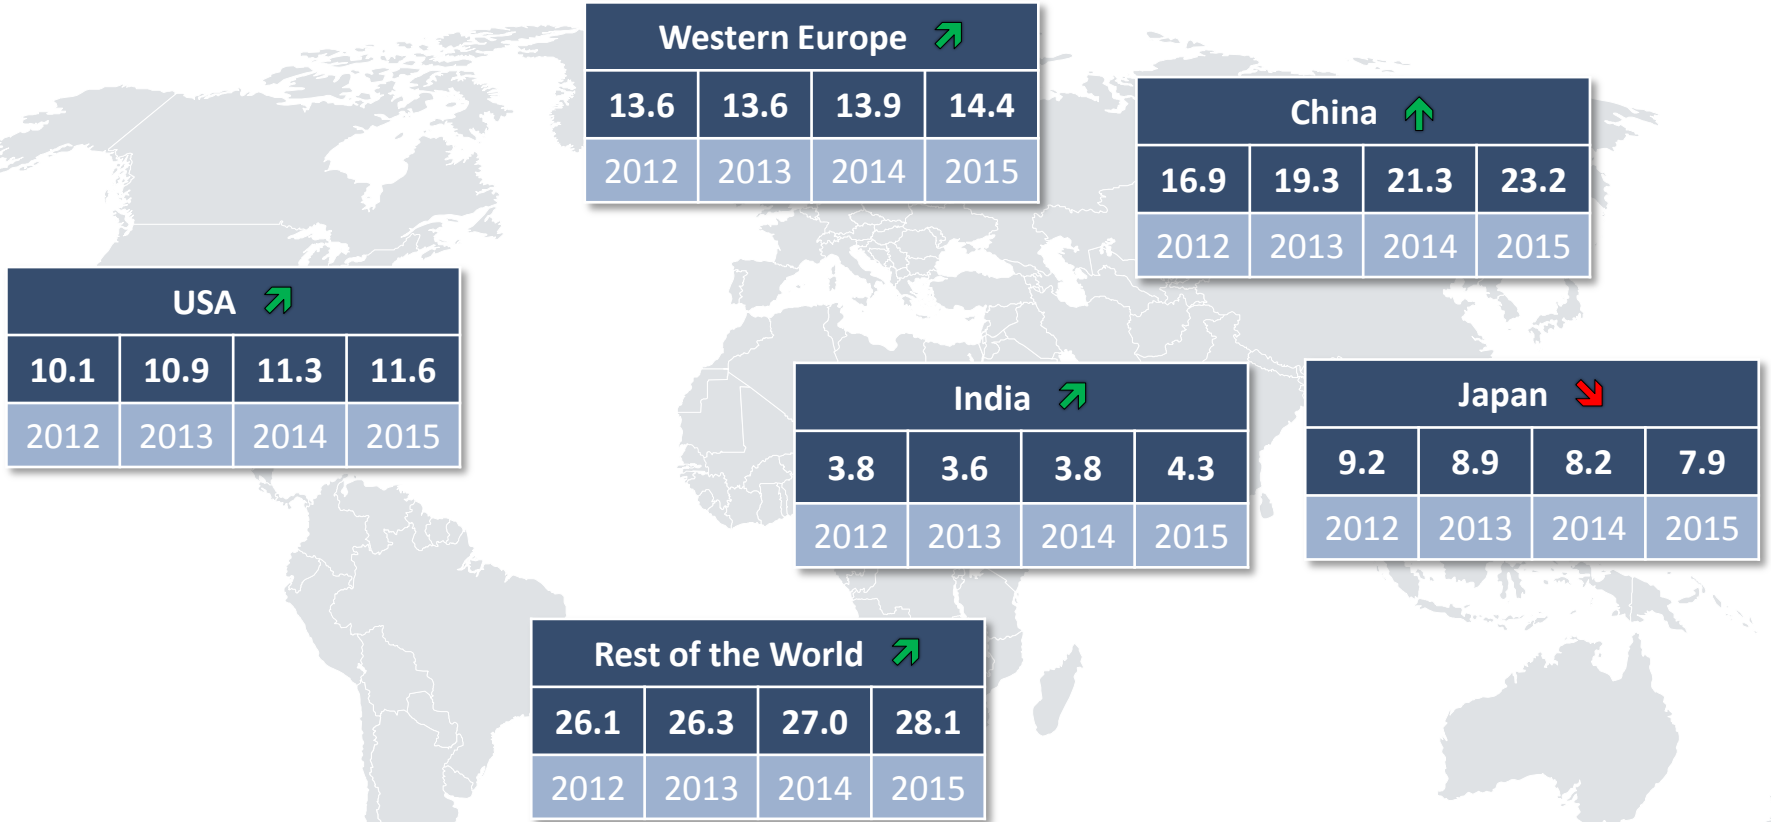 Western Europe
13.6 13.6 13.9 14.4
2012 2013 2014 2015
China
16.9 19.3 21.3 23.2
2012 2013 2014 2015
USA
10.1 10.9 11.3 11.6
2012 2013 2014 2015
India
3.8 3.6 3.8 4.3
2012 2013 2014 2015
Japan
9.2 8.9 8.2 7.9
2012 2013 2014 2015
Rest of the World
26.1 26.3 27.0 28.1
2012 2013 2014 2015